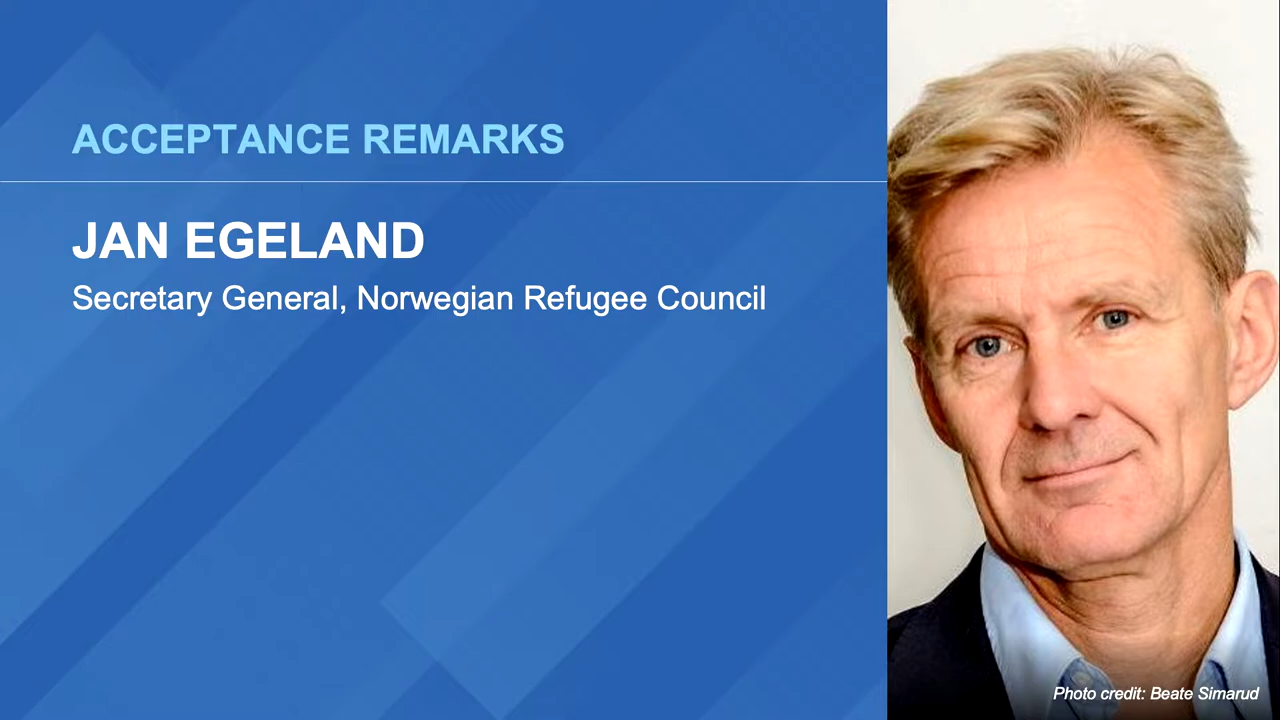 ACCEPTANCE REMARKS
JAN EGELAND
Secretary General, Norwegian Refugee Council
Photo credit: Beate Simarud